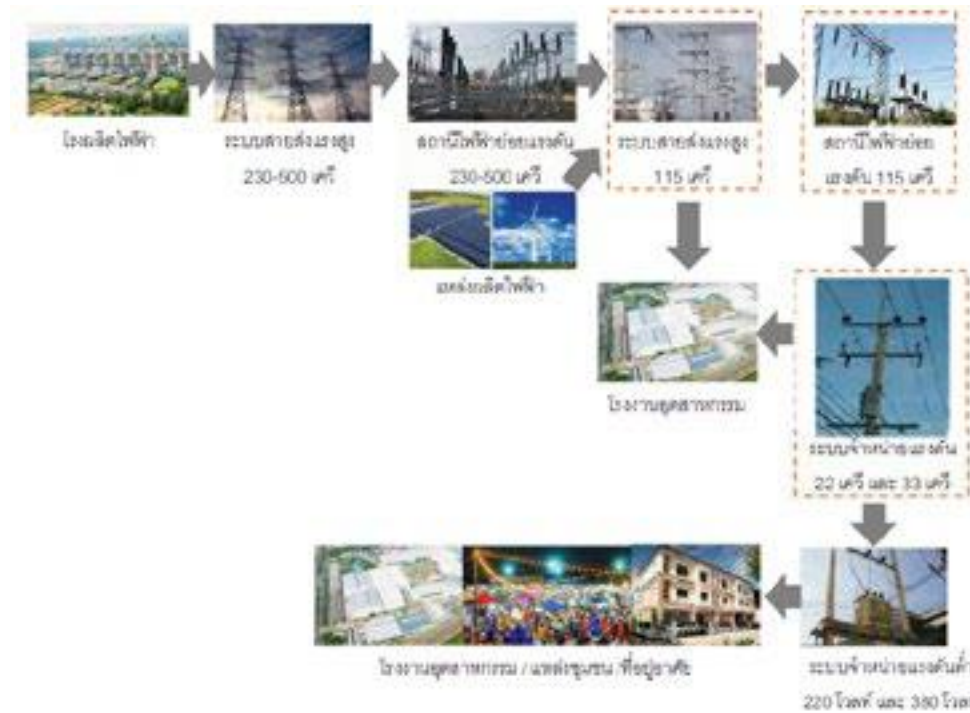 โรงผลิตไฟฟ้า
ระบบสายส่งแรงสูง
230-500 เควี
สถานีไฟฟ้าย่อยแรงดัน
230-500 เควี
ระบบสายส่งแรงสูง
115 เควี
สถานีไฟฟ้าย่อย
แรงดัน 115 เควี
แหล่งผลิตไฟฟ้า
โรงงานอุตสาหกรรม
ระบบจำหน่ายแรงดัน
22 เควี และ 33 เควี
โรงงานอุตสาหกรรม / แหล่งชุมชน ที่อยู่อาศัย
ระบบจำหน่ายแรงดันต่ำ
220 โวลท์ และ 380 โวล